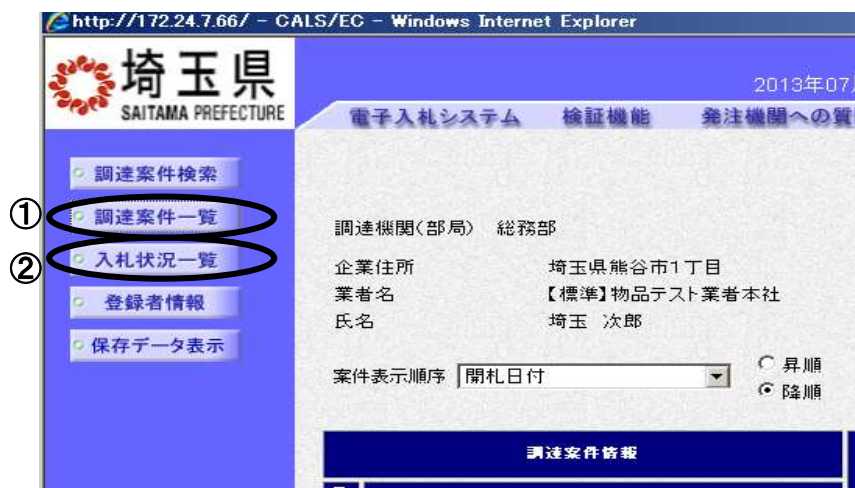 http://172.24.7.66/ - CALS/EC - Windows Internet Explorer
埼玉県
SAITAMA PREFECTURE
2013年07
電子入札システム 検証機能 発注機関への質
調達案件検索
① 調達案件一覧
② 入札状況一覧
登録者情報
保存データ表示
調達機関(部局) 総務部
企業住所 埼玉県熊谷市1丁目
業者名 【標準】物品テスト業者本社
氏名 埼玉 次郎
案件表示順序 開札日付
昇順
降順
調達案件情報